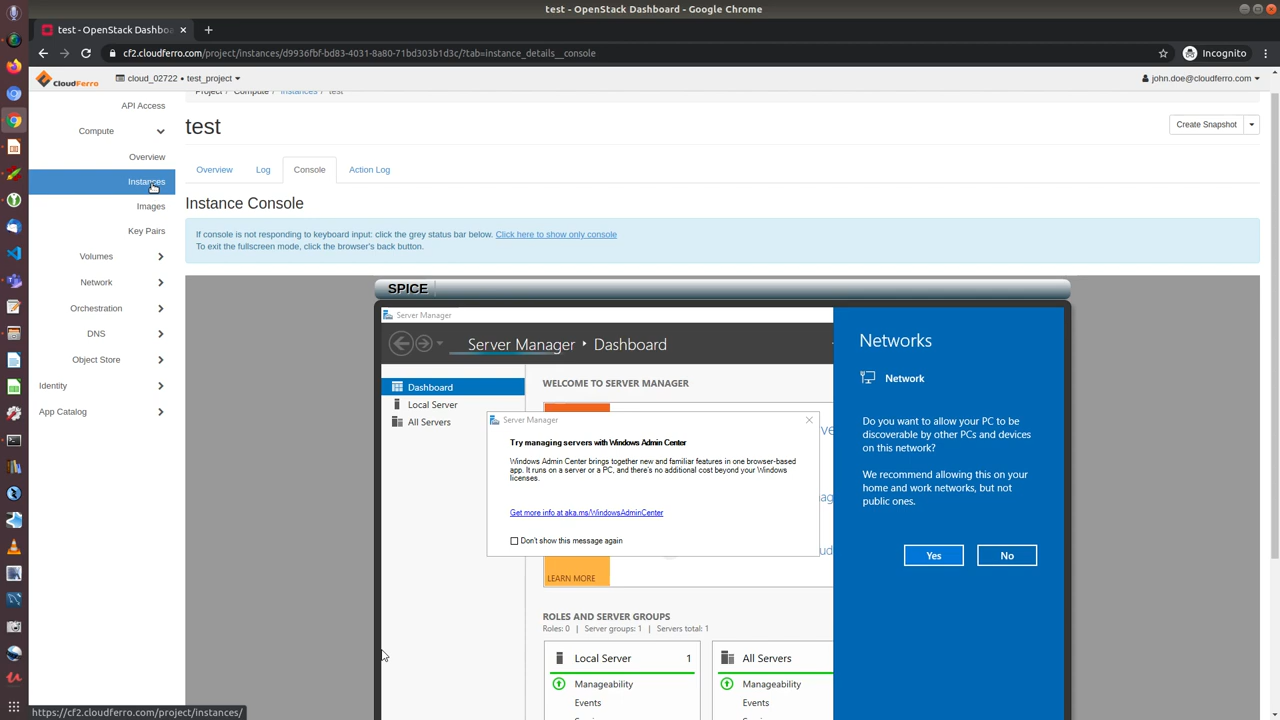 test - OpenStack Dashboard - Google Chrome
test - OpenStack Dashboa
cf2.cloudferro.com/project/instances/d9936fbf-bd83-4031-8a80-71bd303b1d3c/?tab=instance_details__console
Incognito
CloudFerro
cloud_02722 • test_project
john.doe@cloudferro.com
Project / Compute / Instances / test
API Access
Compute
Overview
Instances
Images
Key Pairs
Volumes
Network
Orchestration
DNS
Object Store
Identity
App Catalog
test
Create Snapshot
Overview
Log
Console
Action Log
Instance Console
If console is not responding to keyboard input: click the grey status bar below. Click here to show only console
To exit the fullscreen mode, click the browser's back button.
SPICE
Server Manager
Server Manager • Dashboard
Dashboard
Local Server
All Servers
WELCOME TO SERVER MANAGER
Server Manager
Try managing servers with Windows Admin Center
Windows Admin Center brings together new and familiar features in one browser-based
app. It runs on a server or a PC, and there's no additional cost beyond your Windows
licenses.
Get more info at aka.ms/WindowsAdminCenter
Don't show this message again
LEARN MORE
ROLES AND SERVER GROUPS
Roles: 0 | Server groups: 1 | Servers total: 1
Local Server 1
Manageability
Events
All Servers
Manageability
Events
Networks
Network
Do you want to allow your PC to be
discoverable by other PCs and devices
on this network?
We recommend allowing this on your
home and work networks, but not
public ones.
Yes
No
https://cf2.cloudferro.com/project/instances/